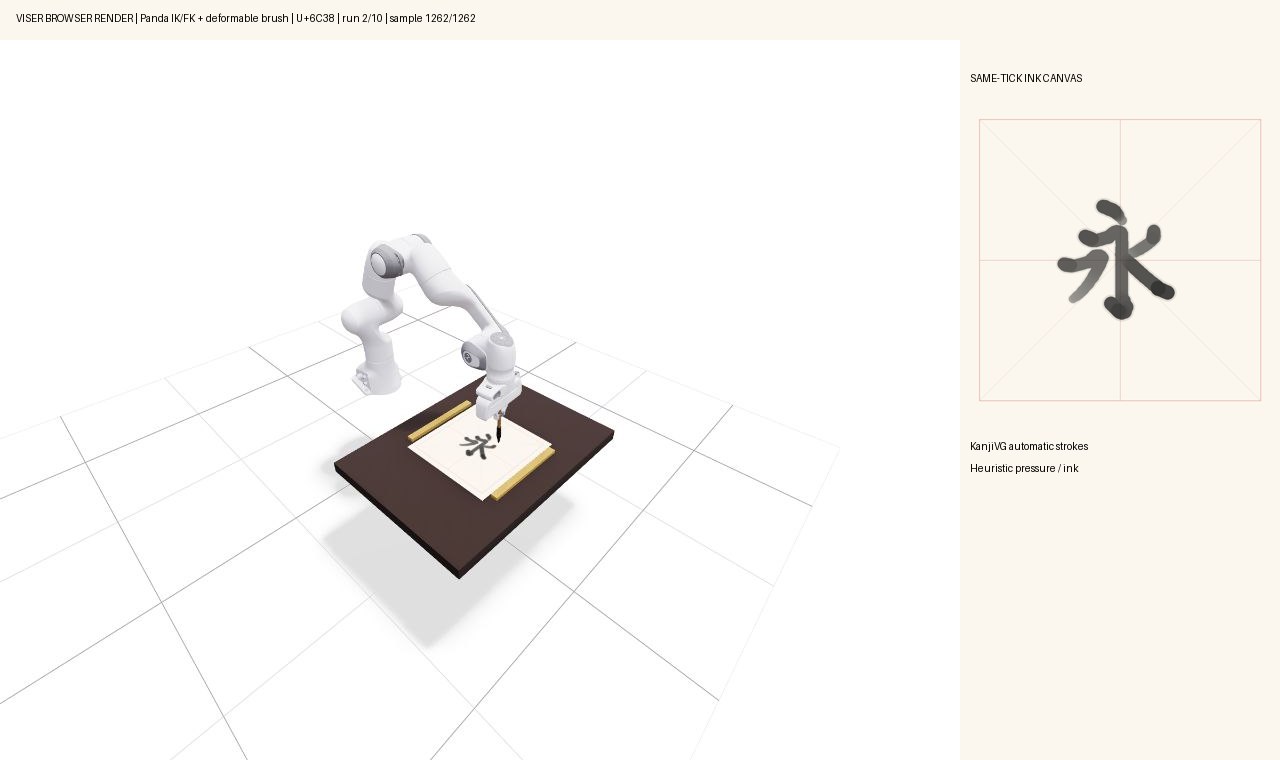 VISER BROWSER RENDER | Panda IK/FK + deformable brush | U+6C38 | run 2/10 | sample 1262/1262
SAME-TICK INK CANVAS
永
KanjiVG automatic strokes
Heuristic pressure / ink
永